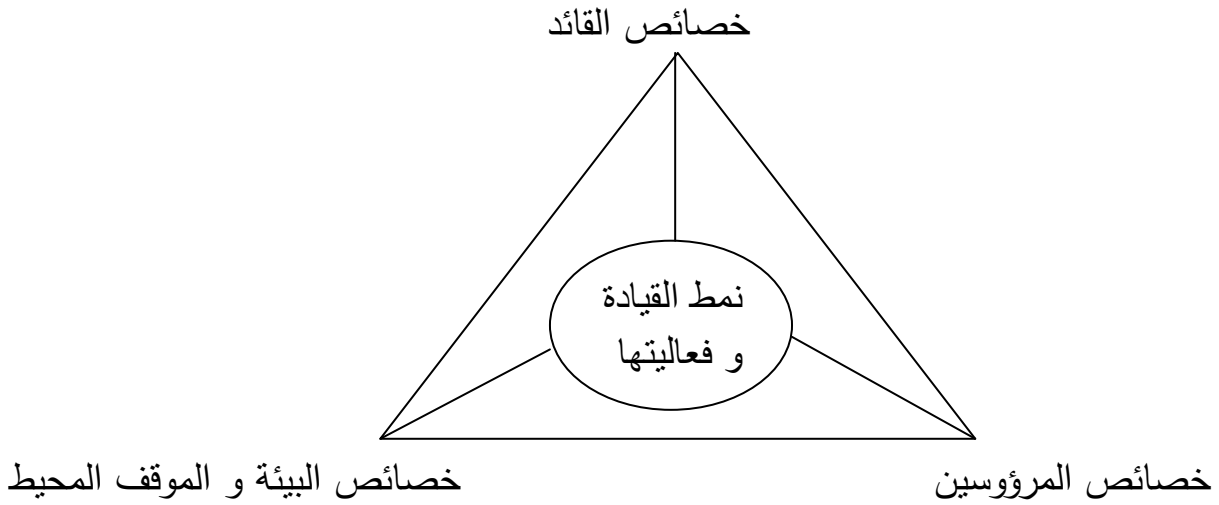 خصائص القائد
نمط القيادة
و فعاليتها
خصائص المرؤوسين
خصائص البيئة و الموقف المحيط